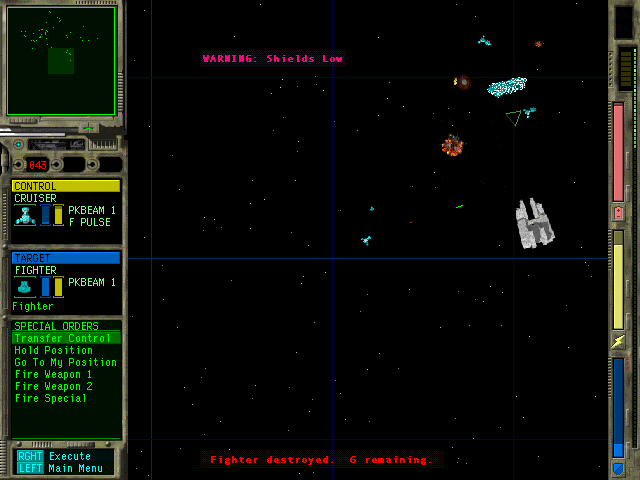 WARNING: Shields Low
043
CONTROL
CRUISER
PKBEAM 1
F PULSE
TARGET
FIGHTER
PKBEAM 1
Fighter
SPECIAL ORDERS
Transfer Control
Hold Position
Go To My Position
Fire Weapon 1
Fire Weapon 2
Fire Special
RGHT Execute
LEFT Main Menu
Fighter destroyed. 6 remaining.